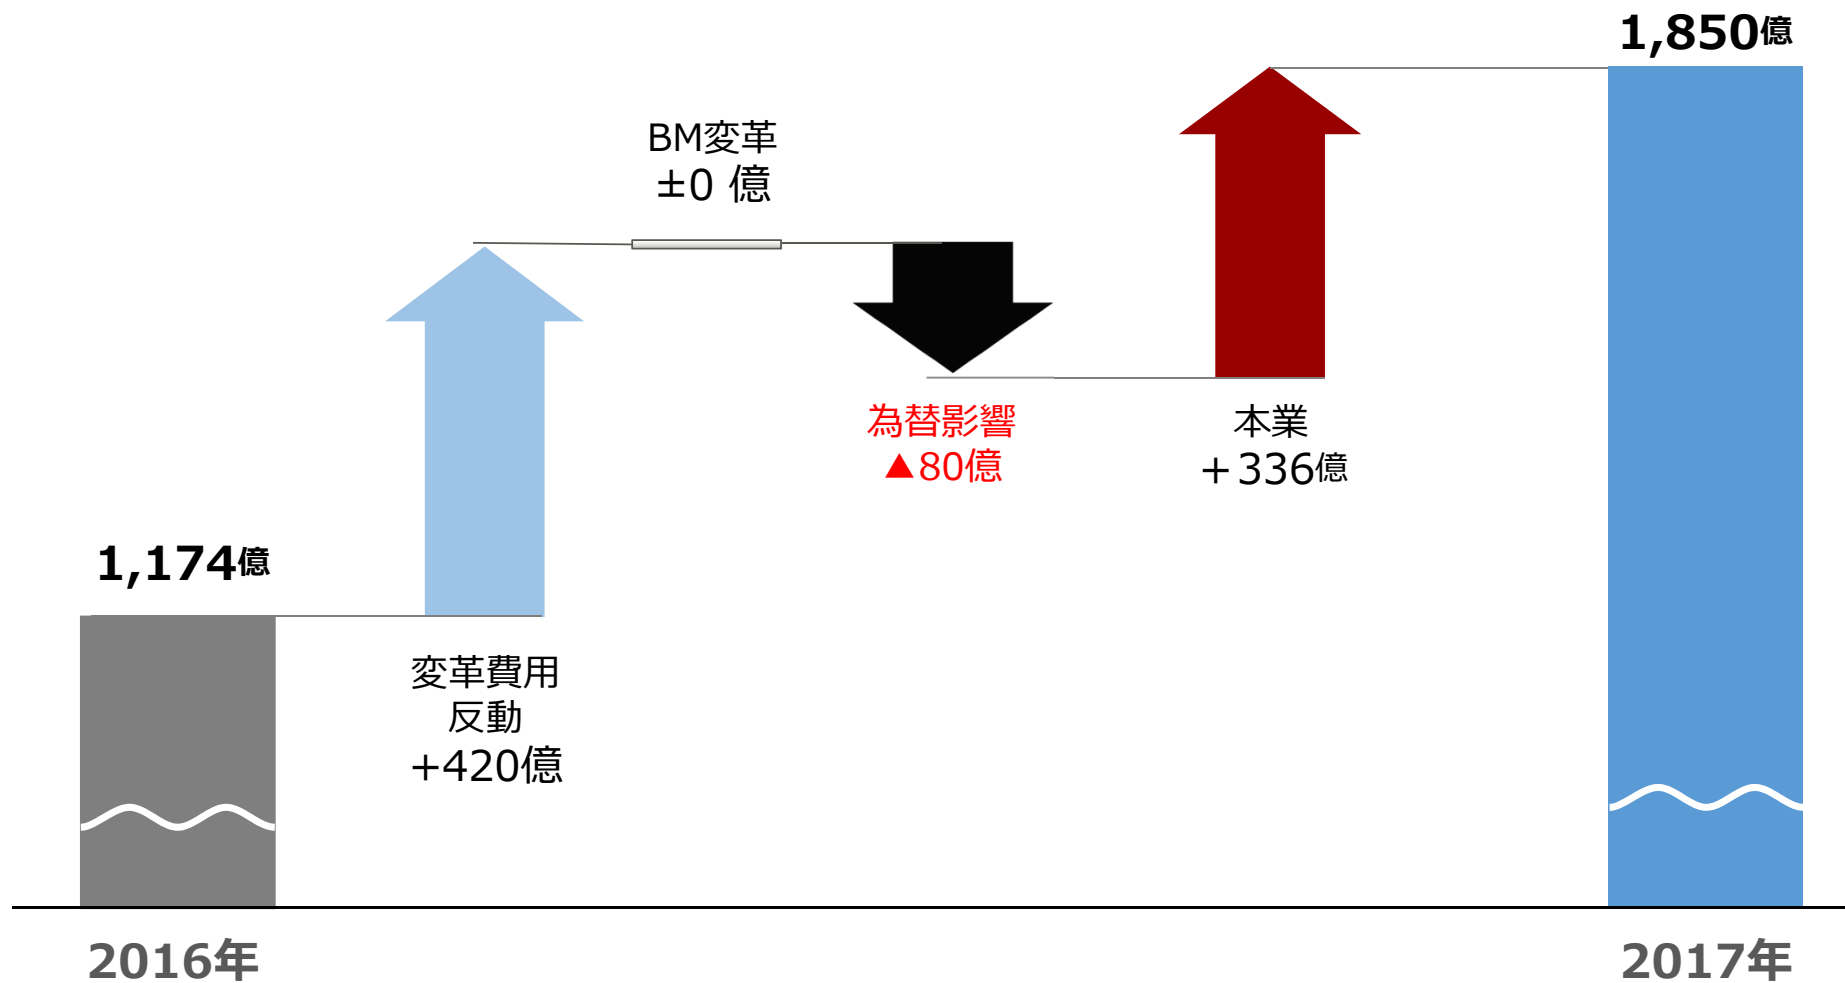 1,850億
BM変革
±0 億
為替影響
▲80億
本業
＋336億
1,174億
変革費用
反動
+420億
2016年
2017年